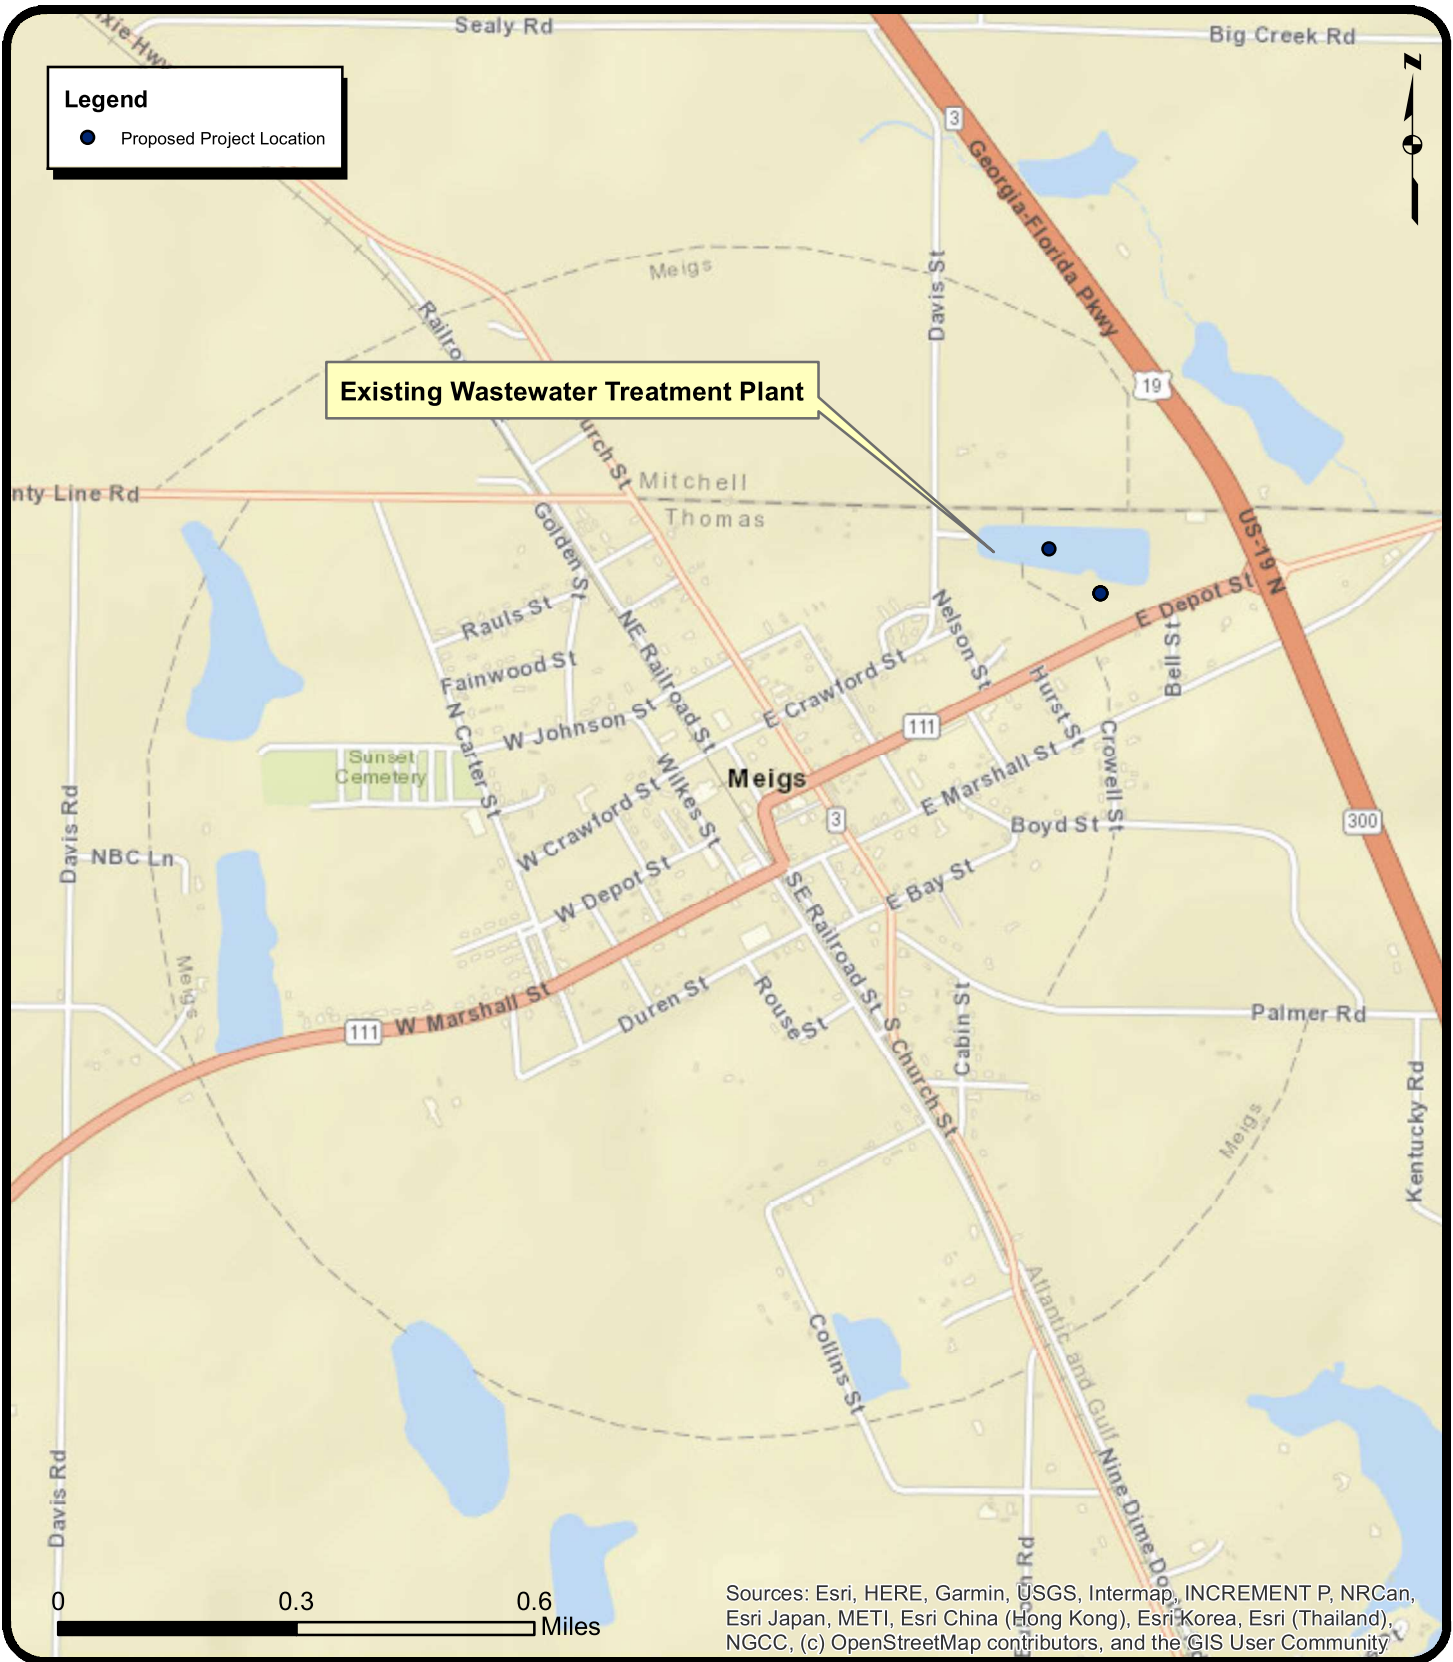 Sealy Rd
Big Creek Rd
ixie Hwy
Legend
Proposed Project Location
N
3
Georgia-Florida Pkwy
Meigs
Davis St
Railro
Existing Wastewater Treatment Plant
19
urch St
Mitchell
nty Line Rd
Thomas
Golden St
US-19 N
E Depot St
Rauls St
NE Railroad St
Nelson St
Bell St
Fainwood St
E Crawford St
Hurst St
N Carter St
W Johnson St
111
Crowell St
Sunset
Cemetery
Wilkes St
Meigs
E Marshall St
Davis Rd
W Crawford St
3
Boyd St
300
NBC Ln
W Depot St
E Bay St
SE Railroad St
Meigs
W Marshall St
111
Duren St
Rouse St
Cabin St
Palmer Rd
S Church St
Kentucky Rd
Meigs
Collins St
Atlantic and Gulf
Davis Rd
Nine Dime Do
0
0.3
0.6
Miles
Sources: Esri, HERE, Garmin, USGS, Intermap, INCREMENT P, NRCan,
Esri Japan, METI, Esri China (Hong Kong), Esri Korea, Esri (Thailand),
NGCC, (c) OpenStreetMap contributors, and the GIS User Community